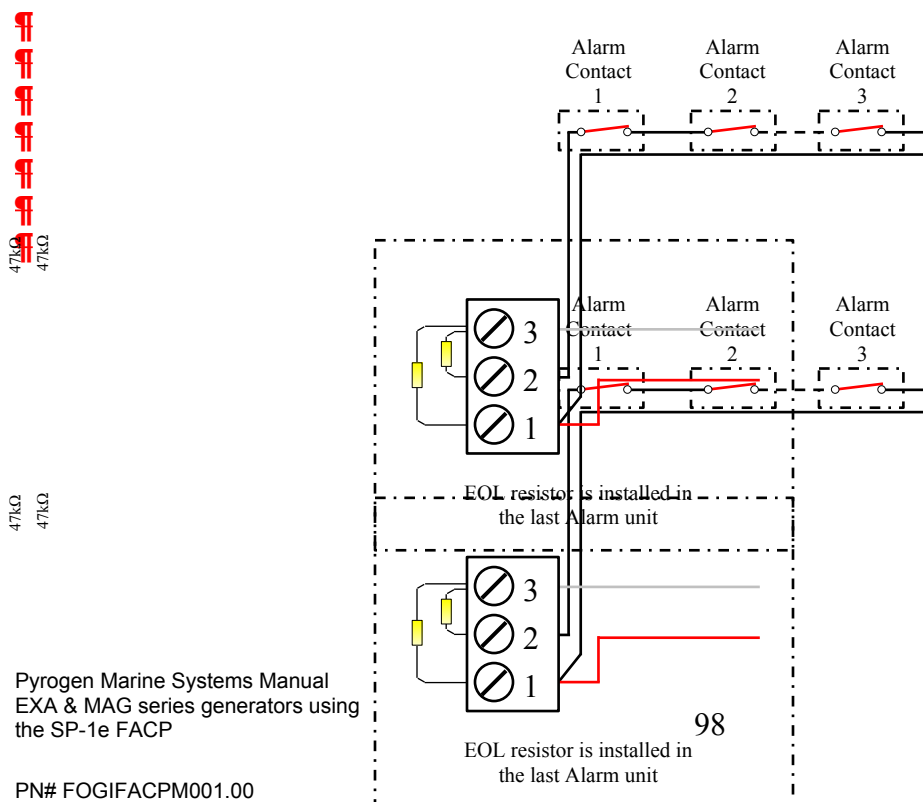 ¶
¶
¶
¶
¶
¶
¶
Alarm Contact 1
Alarm Contact 2
Alarm Contact 3
47kΩ
47kΩ
3
2
1
Alarm Contact 1
Alarm Contact 2
Alarm Contact 3
EOL resistor is installed in
the last Alarm unit
47kΩ
47kΩ
3
2
1
EOL resistor is installed in
the last Alarm unit
Pyrogen Marine Systems Manual
EXA & MAG series generators using
the SP-1e FACP
98
PN# FOGIFACPM001.00